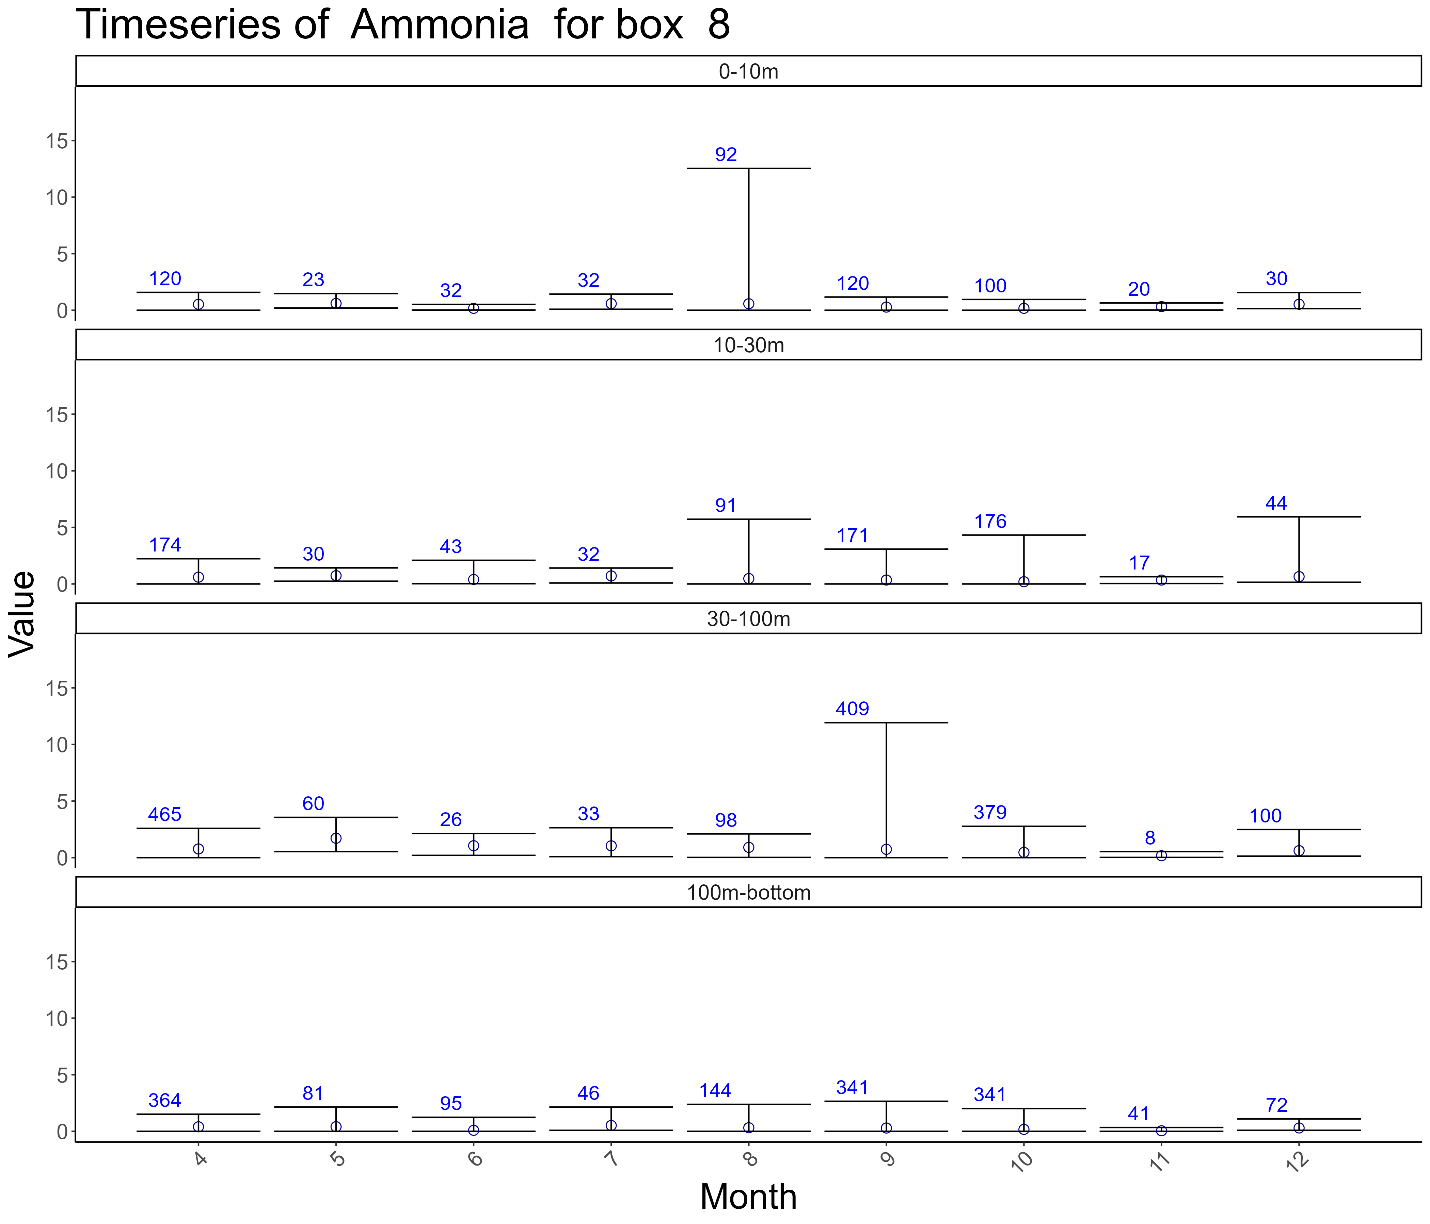 Timeseries of  Ammonia  for box  8
0-10m
15
10
5
0
120 23 32 32 92 120 100 20 30
10-30m
15
10
5
0
174 30 43 32 91 171 176 17 44
30-100m
15
10
5
0
465 60 26 33 98 409 379 8 100
100m-bottom
15
10
5
0
364 81 95 46 144 341 341 41 72
4 5 6 7 8 9 10 11 12
Month
Value